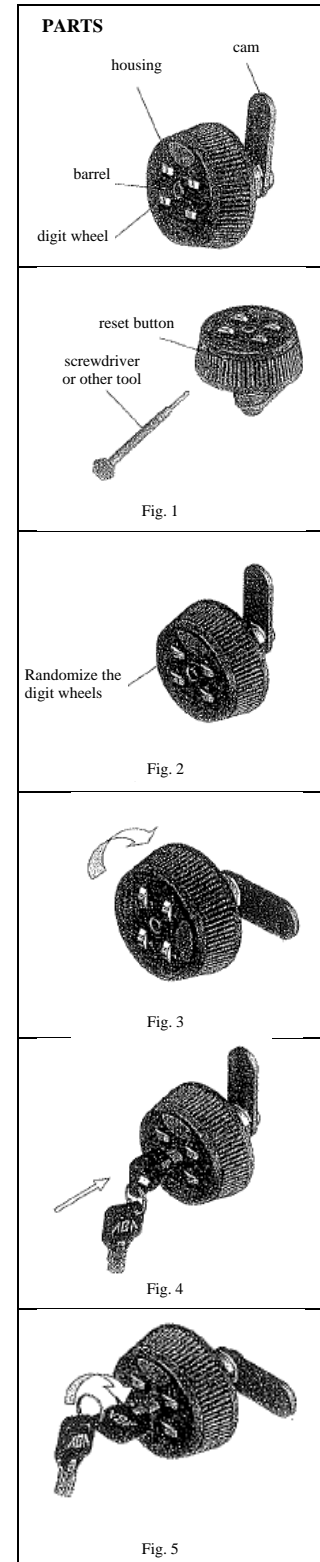 PARTS
cam
housing
barrel
digit wheel
reset button
screwdriver
or other tool
Fig. 1
Randomize the
digit wheels
Fig. 2
Fig. 3
Fig. 4
Fig. 5